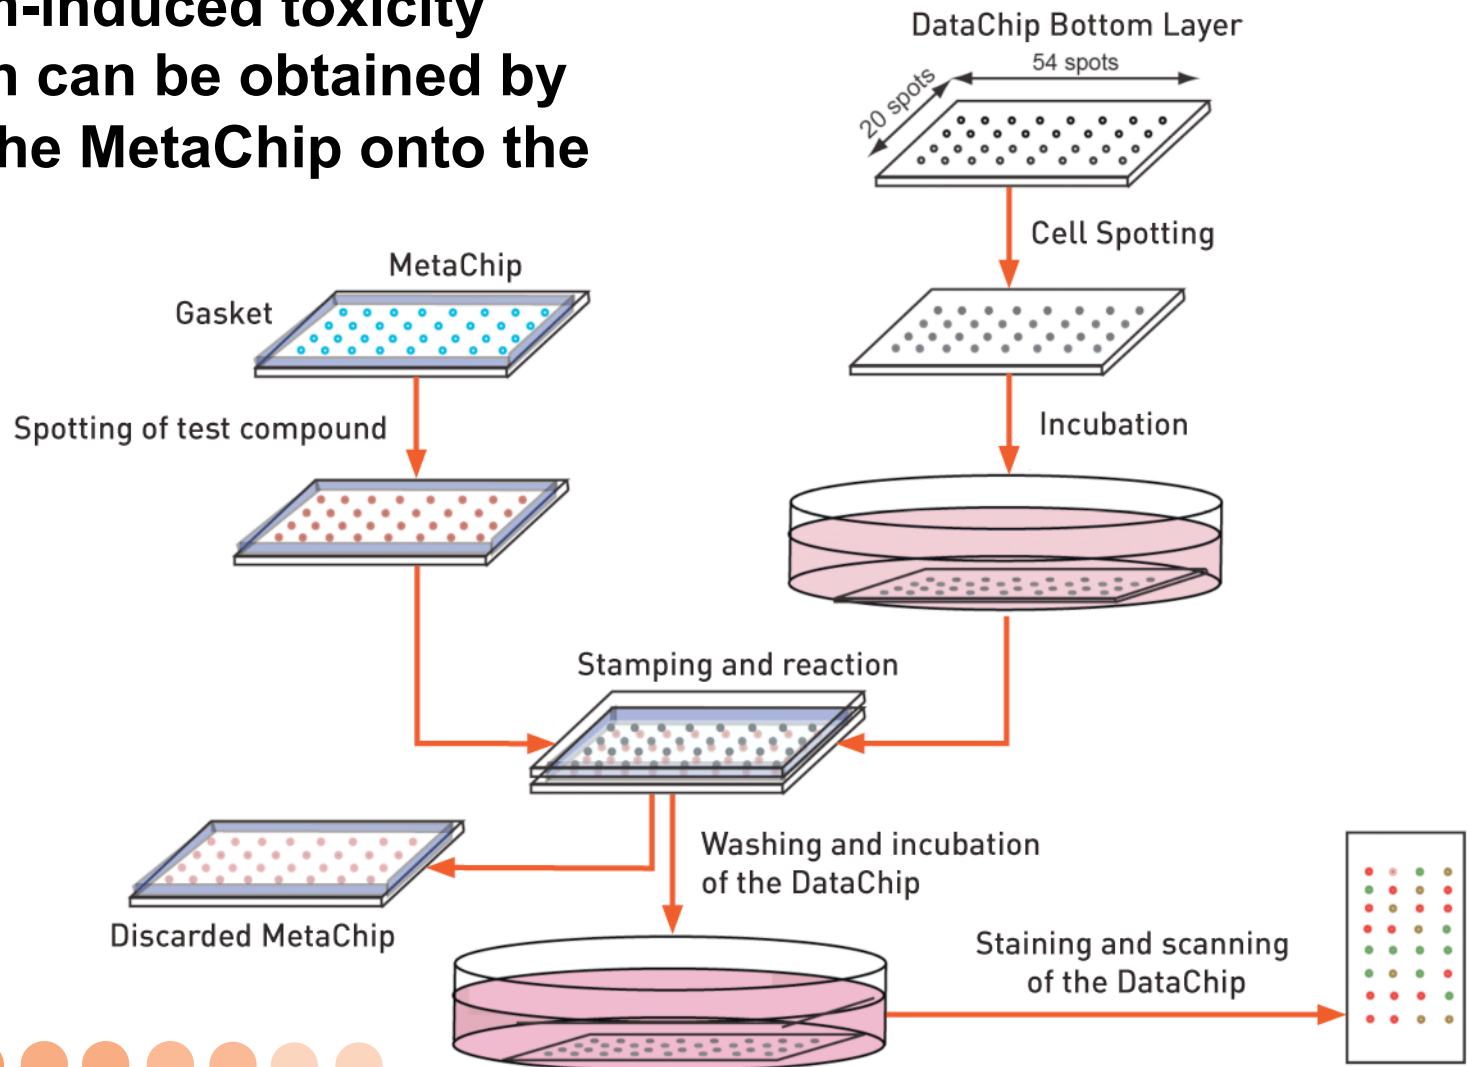 -induced toxicity
can be obtained by
he MetaChip onto the
DataChip Bottom Layer
54 spots
20 spots
Cell Spotting
MetaChip
Gasket
Spotting of test compound
Incubation
Stamping and reaction
Washing and incubation
of the DataChip
Discarded MetaChip
Staining and scanning
of the DataChip